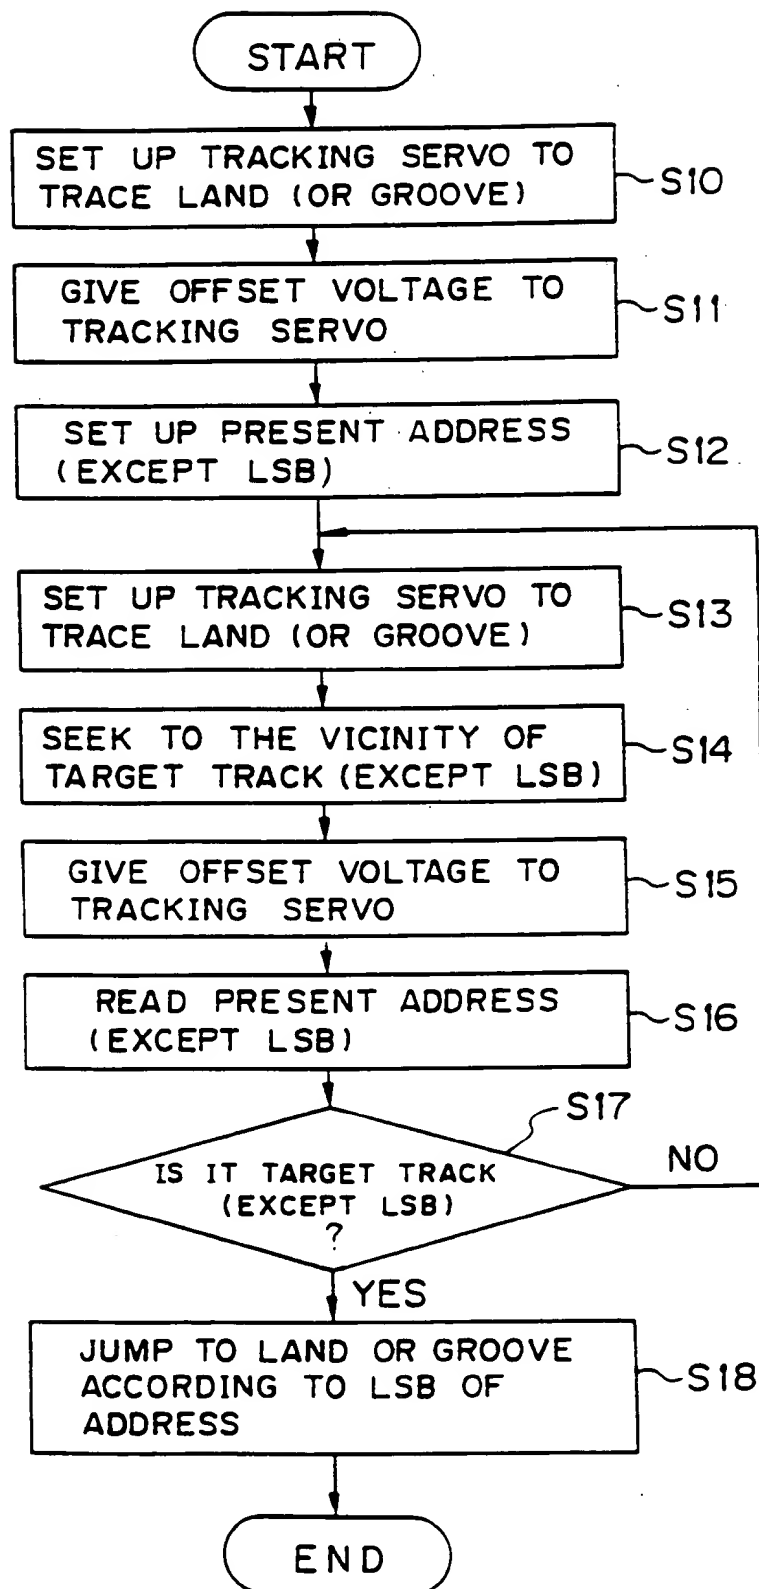 START
SET UP TRACKING SERVO TO
TRACE LAND (OR GROOVE)
S10
GIVE OFFSET VOLTAGE TO
TRACKING SERVO
S11
SET UP PRESENT ADDRESS
(EXCEPT LSB)
S12
SET UP TRACKING SERVO TO
TRACE LAND (OR GROOVE)
S13
SEEK TO THE VICINITY OF
TARGET TRACK (EXCEPT LSB)
S14
GIVE OFFSET VOLTAGE TO
TRACKING SERVO
S15
READ PRESENT ADDRESS
(EXCEPT LSB)
S16
S17
IS IT TARGET TRACK
(EXCEPT LSB)
?
NO
YES
JUMP TO LAND OR GROOVE
ACCORDING TO LSB OF
ADDRESS
S18
END